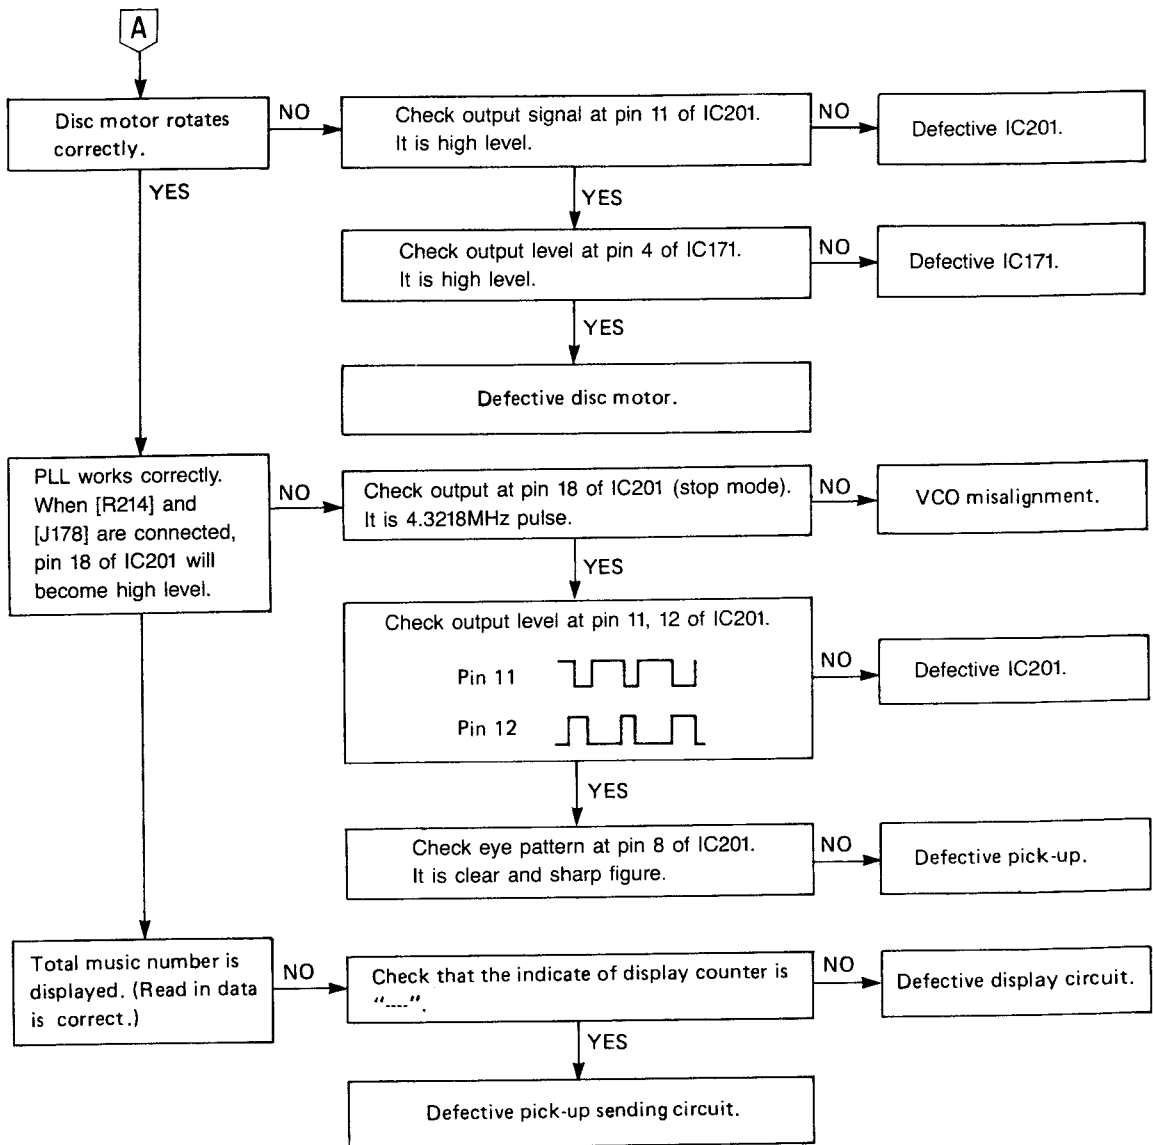 A
Disc motor rotates
correctly.
NO
Check output signal at pin 11 of IC201.
It is high level.
NO
Defective IC201.
YES
YES
Check output level at pin 4 of IC171.
It is high level.
NO
Defective IC171.
YES
Defective disc motor.
PLL works correctly.
When [R214] and
[J178] are connected,
pin 18 of IC201 will
become high level.
NO
Check output at pin 18 of IC201 (stop mode).
It is 4.3218MHz pulse.
NO
VCO misalignment.
YES
Check output level at pin 11, 12 of IC201.
Pin 11
Pin 12
NO
Defective IC201.
YES
Check eye pattern at pin 8 of IC201.
It is clear and sharp figure.
NO
Defective pick-up.
Total music number is
displayed. (Read in data
is correct.)
NO
Check that the indicate of display counter is
"----".
NO
Defective display circuit.
YES
Defective pick-up sending circuit.